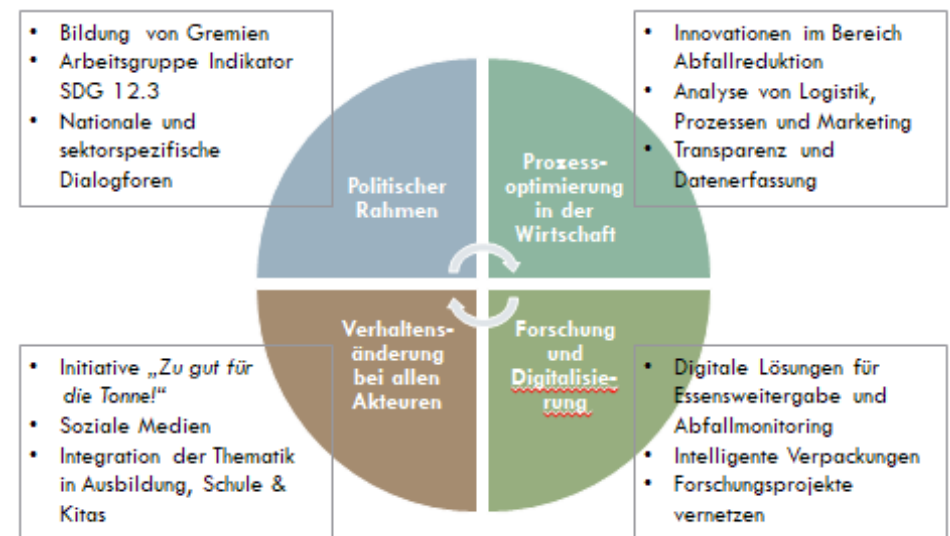 • Bildung von Gremien
• Arbeitsgruppe Indikator
SDG 12.3
• Nationale und
sektorspezifische
Dialogforen
Politischer
Rahmen
• Innovationen im Bereich
Abfallreduktion
• Analyse von Logistik,
Prozessen und Marketing
• Transparenz und
Datenerfassung
Prozess-
optimierung
in der
Wirtschaft
• Initiative „Zu gut für
die Tonne!“
• Soziale Medien
• Integration der Thematik
in Ausbildung, Schule &
Kitas
Verhaltens-
änderung
bei allen
Akteuren
Forschung
und
Digitalisie-
rung
• Digitale Lösungen für
Essensweitergabe und
Abfallmonitoring
• Intelligente Verpackungen
• Forschungsprojekte
vernetzen